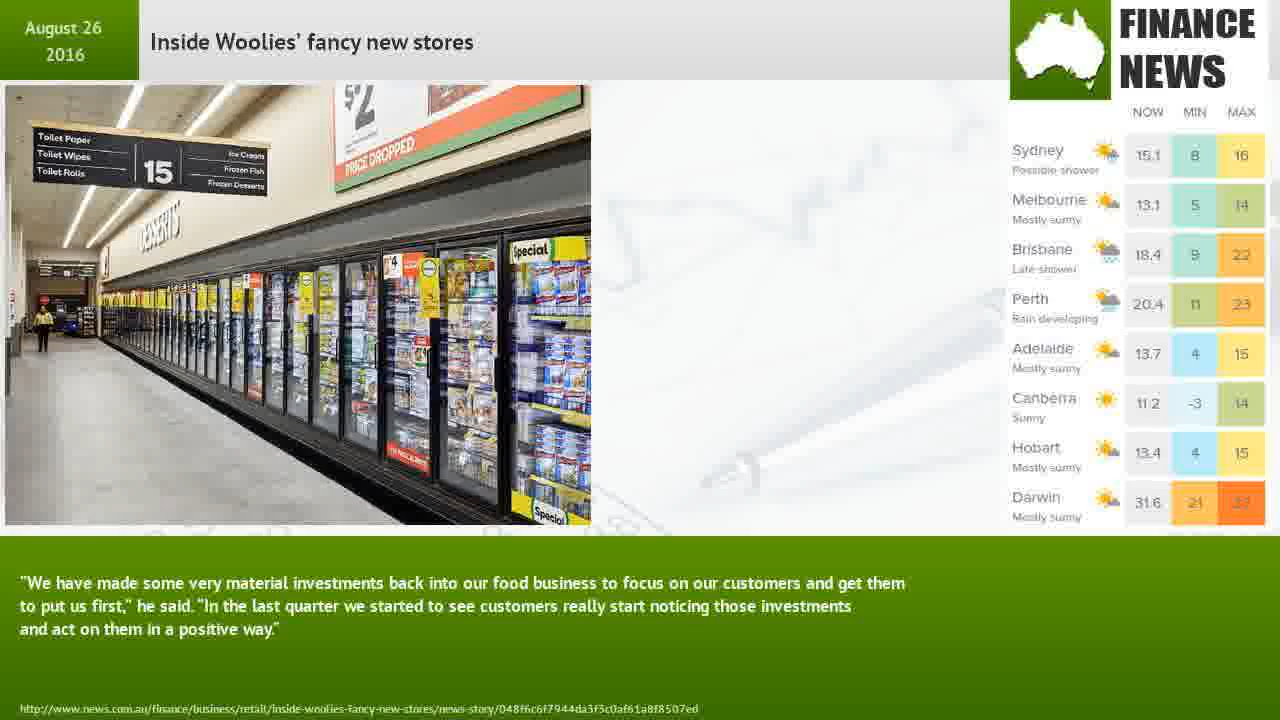 August 26
2016
Inside Woolies’ fancy new stores
FINANCE
NEWS
Toilet Paper
Toilet Wipes
Toilet Rolls
15
Ice Cream
Frozen Fish
Frozen Desserts
$2
PRICE DROPPED
DESSERTS
$4
Special
Special
NOW MIN MAX
Sydney 15.1 8 16
Possible shower
Melbourne 13.1 5 14
Mostly sunny
Brisbane 18.4 9 22
Late shower
Perth 20.4 11 23
Rain developing
Adelaide 13.7 4 15
Mostly sunny
Canberra 11.2 -3 14
Sunny
Hobart 13.4 4 15
Mostly sunny
Darwin 31.6 21
Mostly sunny
"We have made some very material investments back into our food business to focus on our customers and get them
to put us first,” he said. “In the last quarter we started to see customers really start noticing those investments
and act on them in a positive way.”
http://www.news.com.au/finance/business/retail/inside-woolies-fancy-new-stores/news-story/048f6c6f7944da3f3c0af61a8f8507ed